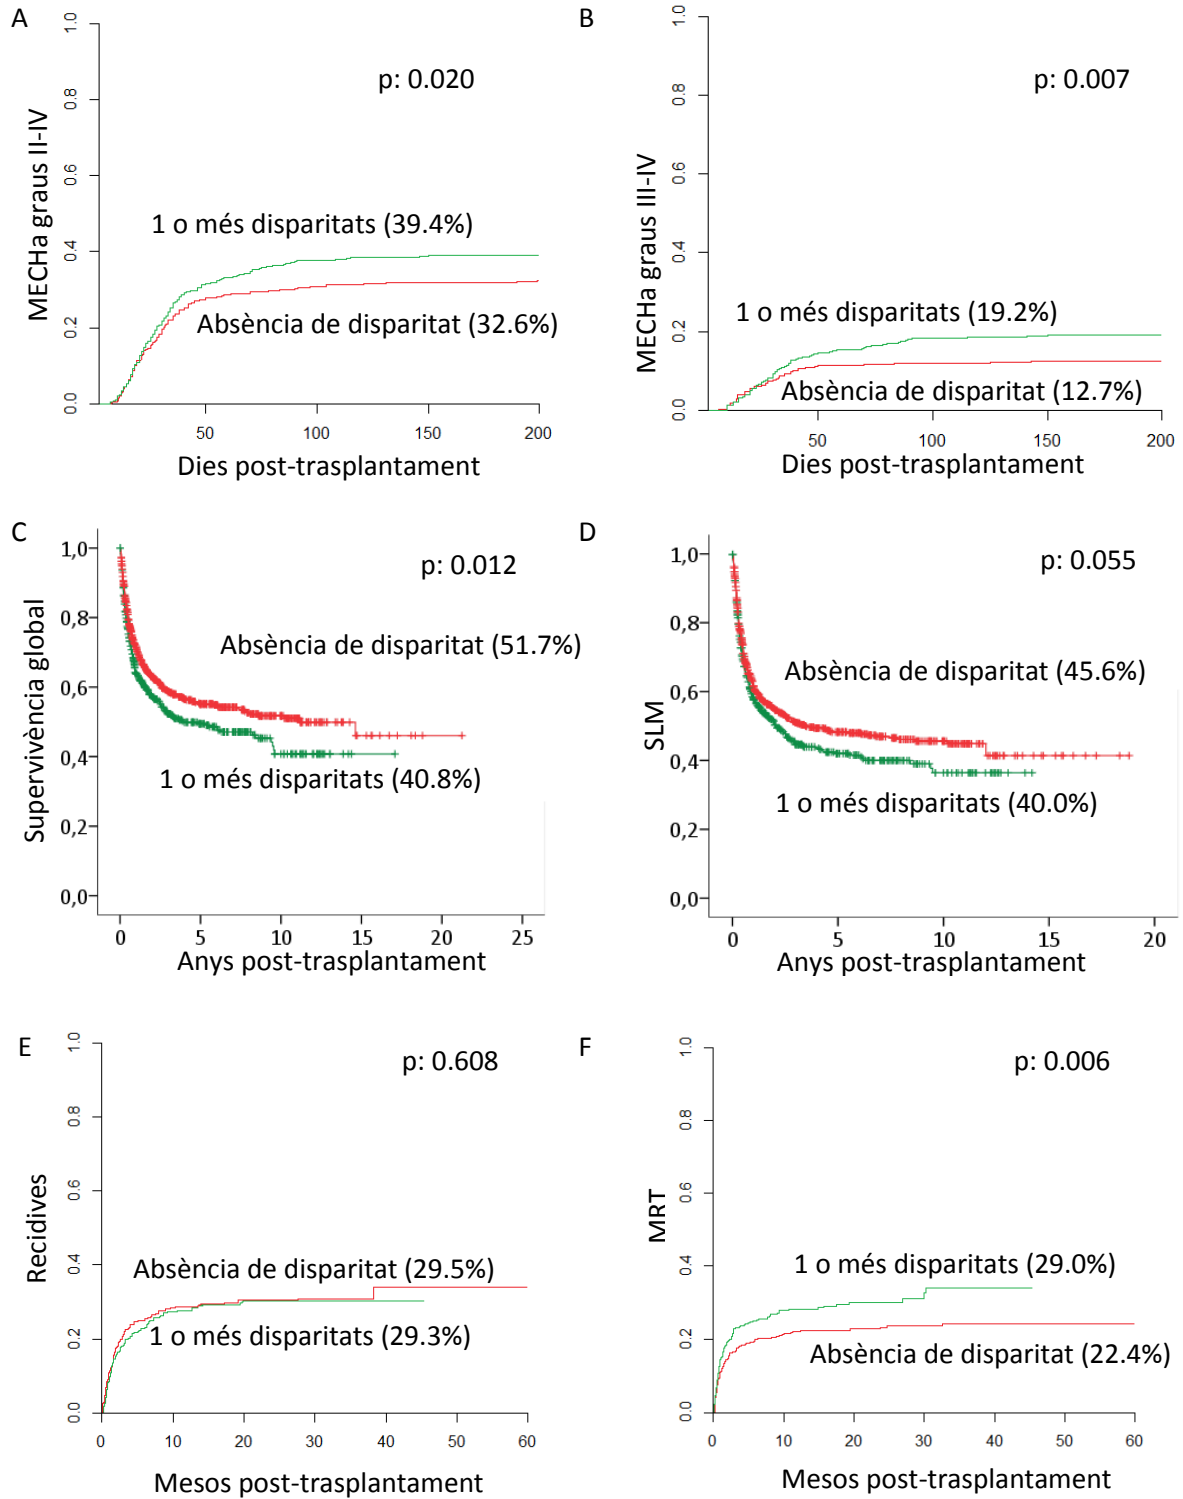 A
MECHa graus II-IV
1.0
0.8
0.6
0.4
0.2
0.0
p: 0.020
1 o més disparitats (39.4%)
Absència de disparitat (32.6%)
50 100 150 200
Dies post-trasplantament
B
MECHa graus III-IV
1.0
0.8
0.6
0.4
0.2
0.0
p: 0.007
1 o més disparitats (19.2%)
Absència de disparitat (12.7%)
50 100 150 200
Dies post-trasplantament
C
Supervivència global
1,0
0,8
0,6
0,4
0,2
0,0
p: 0.012
Absència de disparitat (51.7%)
1 o més disparitats (40.8%)
0 5 10 15 20 25
Anys post-trasplantament
D
SLM
1,0
0,8
0,6
0,4
0,2
0,0
p: 0.055
Absència de disparitat (45.6%)
1 o més disparitats (40.0%)
0 5 10 15 20
Anys post-trasplantament
E
Recidives
1.0
0.8
0.6
0.4
0.2
0.0
p: 0.608
Absència de disparitat (29.5%)
1 o més disparitats (29.3%)
0 10 20 30 40 50 60
Mesos post-trasplantament
F
MRT
1.0
0.8
0.6
0.4
0.2
0.0
p: 0.006
1 o més disparitats (29.0%)
Absència de disparitat (22.4%)
0 10 20 30 40 50 60
Mesos post-trasplantament